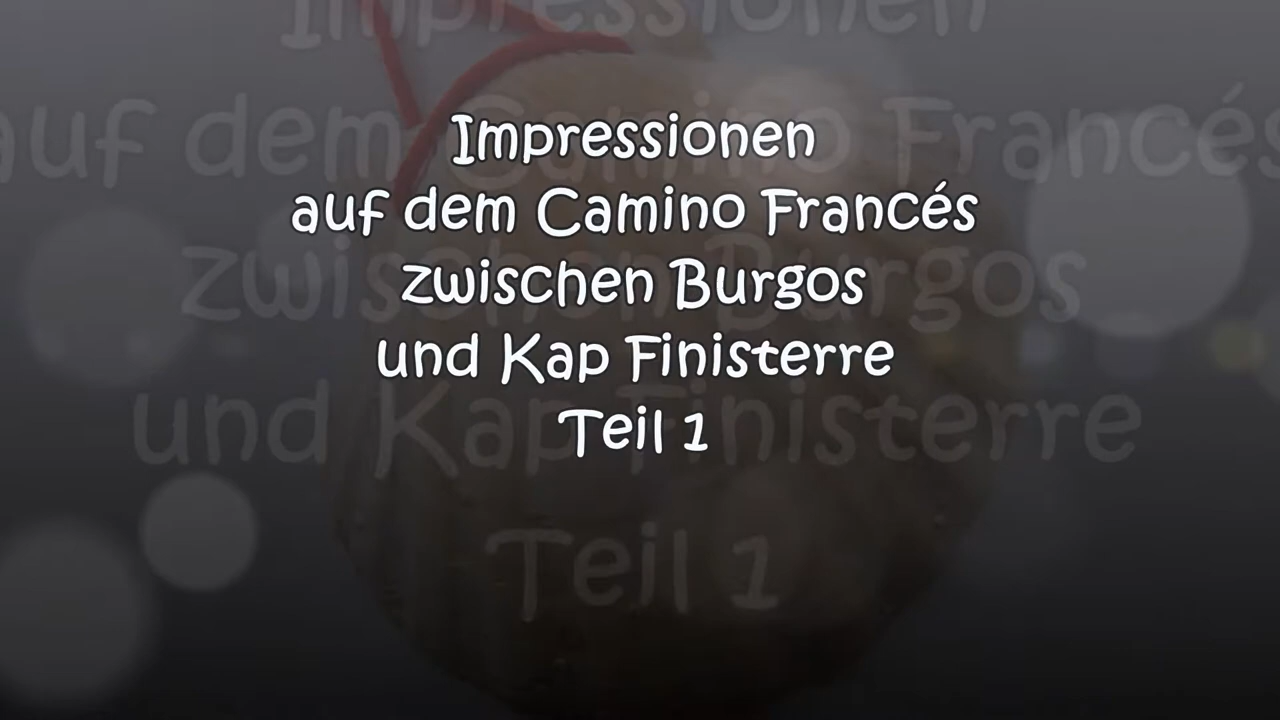 Impressionen
auf dem Camino Francés
zwischen Burgos
und Kap Finisterre
Teil 1